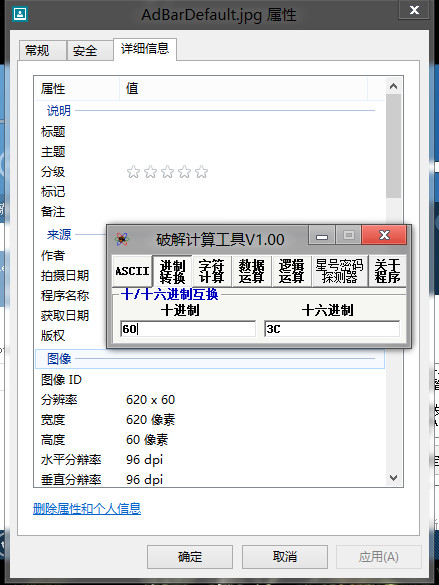 AdBarDefault.jpg 属性
常规 安全 详细信息
属性 值
说明
标题
主题
分级
标记
备注
来源
作者
拍摄日期
程序名称
获取日期
版权
破解计算工具V1.00
ASCII 进制转换 字符计算 数据运算 逻辑运算 星号密码探测器 关于程序
十/十六进制互换
十进制 十六进制
60 3C
图像
图像 ID
分辨率 620 x 60
宽度 620 像素
高度 60 像素
水平分辩率 96 dpi
垂直分辩率 96 dpi
删除属性和个人信息
确定 取消 应用(A)